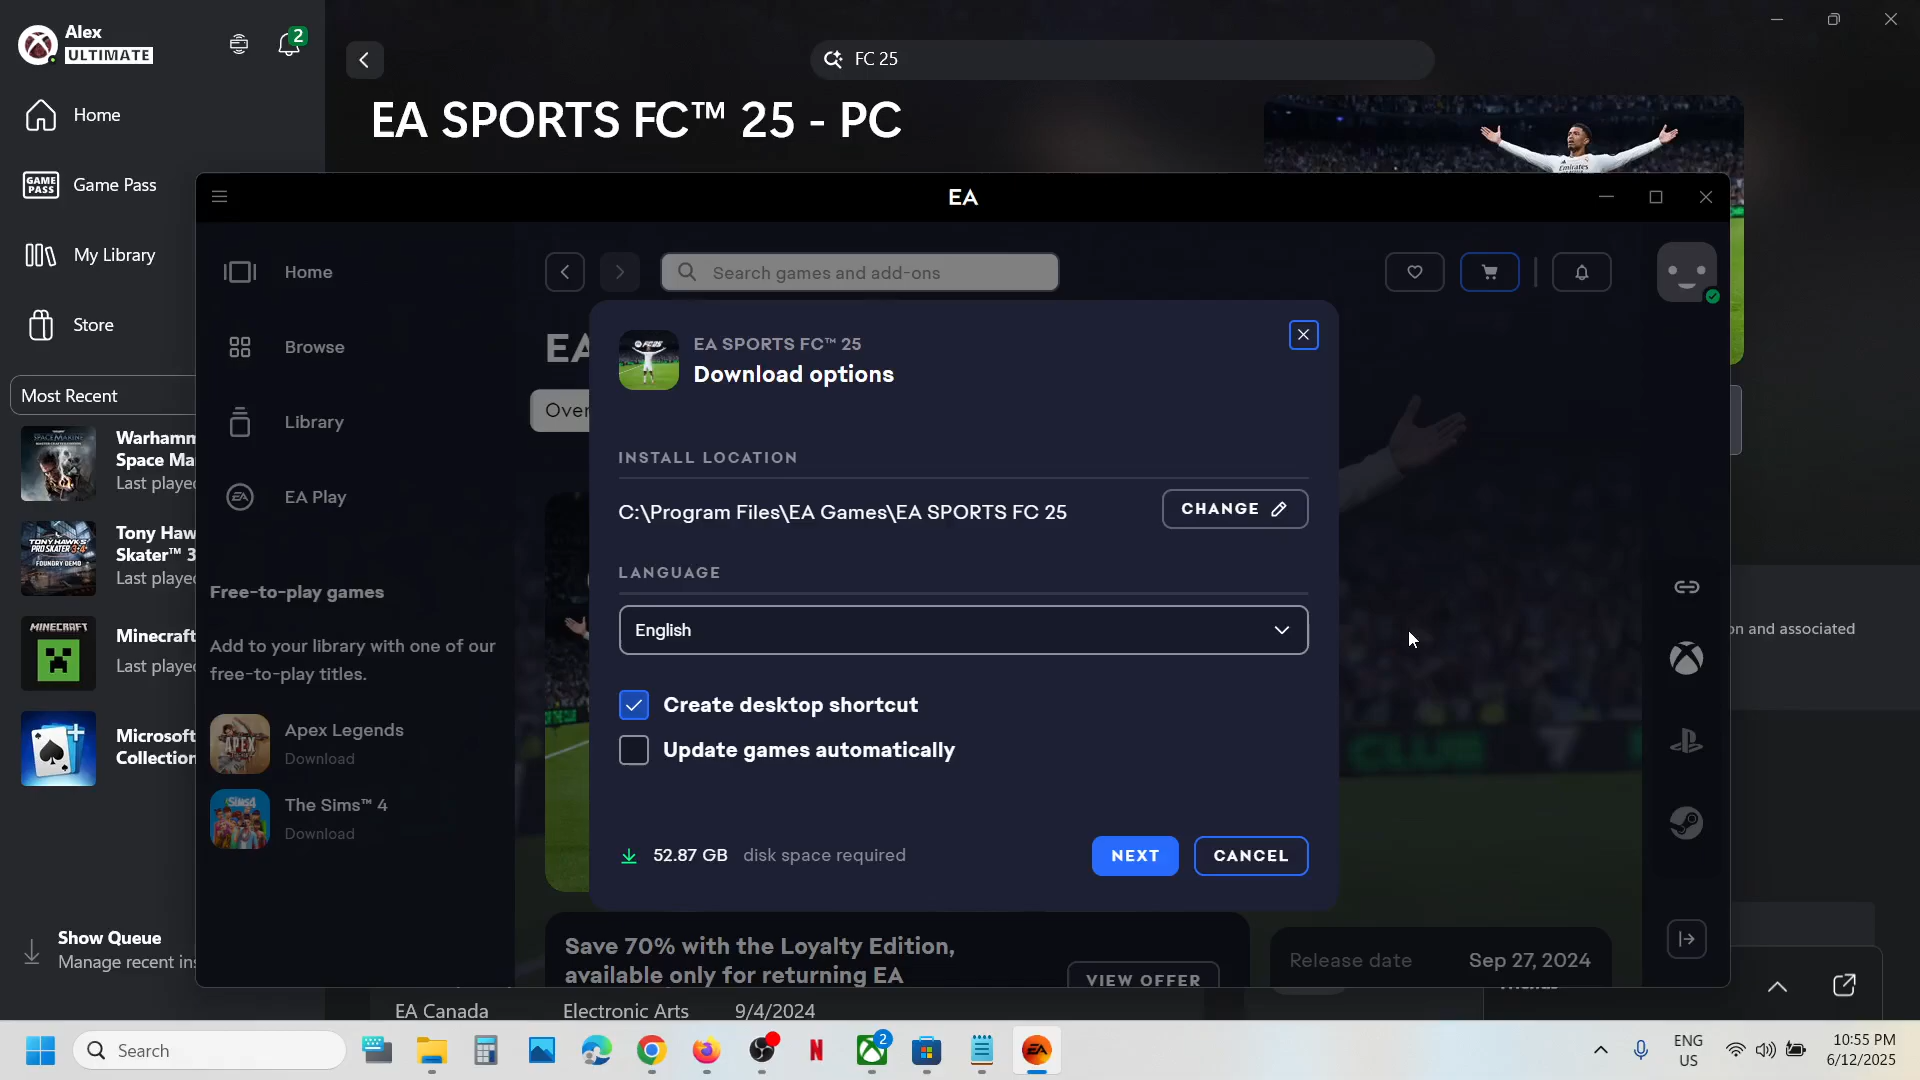 Alex
ULTIMATE
2
FC 25
Home
Game Pass
GAME
PASS
My Library
Store
Most Recent
Warhamm
Space Ma
Last playe
Tony Haw
Skater™ 3
Last playe
Minecraft
Last playe
Microsoft
Collection
Show Queue
Manage recent ins
EA SPORTS FC™ 25 - PC
EA
Home
Browse
Library
EA Play
Free-to-play games
Add to your library with one of our
free-to-play titles.
Apex Legends
Download
The Sims™ 4
Download
Search games and add-ons
EA
Over
EA SPORTS FC™ 25
Download options
INSTALL LOCATION
C:\Program Files\EA Games\EA SPORTS FC 25
CHANGE
LANGUAGE
English
Create desktop shortcut
Update games automatically
52.87 GB disk space required
NEXT
CANCEL
Save 70% with the Loyalty Edition,
available only for returning EA
VIEW OFFER
Release date
Sep 27, 2024
on and associated
EA Canada
Electronic Arts
9/4/2024
Search
2
ENG
US
10:55 PM
6/12/2025